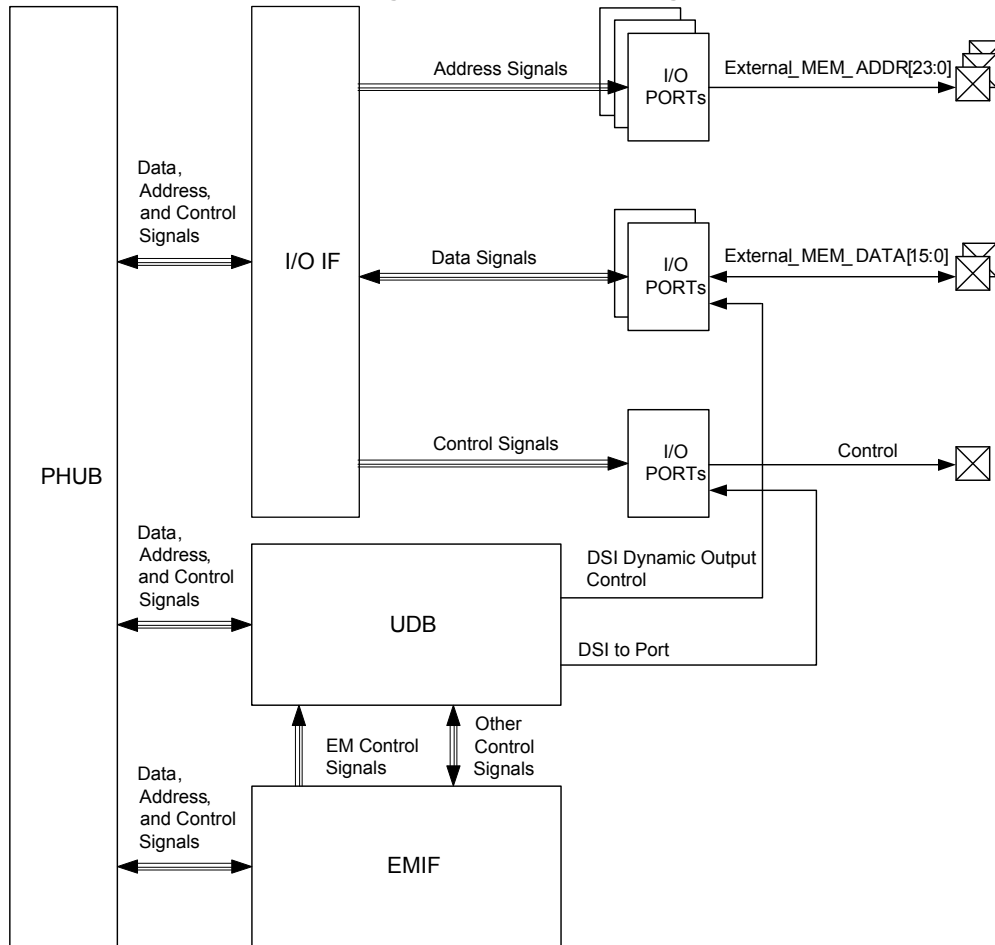 Address Signals
I/O
PORTs
External_MEM_ADDR[23:0]
Data,
Address,
and Control
Signals
I/O IF
Data Signals
I/O
PORTs
External_MEM_DATA[15:0]
Control Signals
I/O
PORTs
Control
PHUB
Data,
Address,
and Control
Signals
UDB
DSI Dynamic Output
Control
DSI to Port
EM Control
Signals
Other
Control
Signals
Data,
Address,
and Control
Signals
EMIF